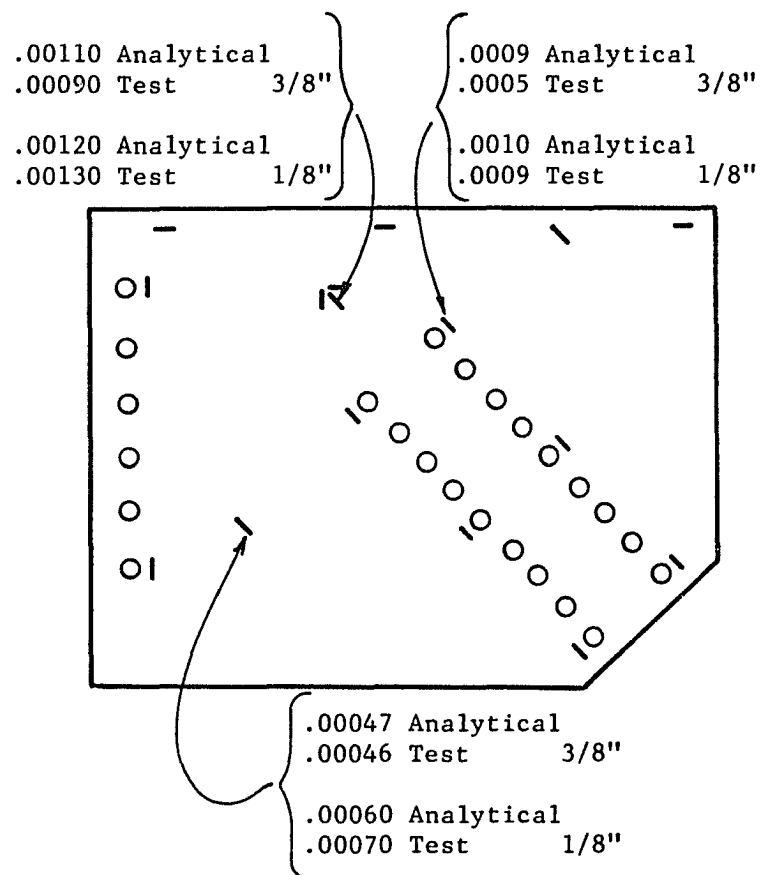 .00110 Analytical
.00090 Test 3/8"
.00120 Analytical
.00130 Test 1/8"
.0009 Analytical
.0005 Test 3/8"
.0010 Analytical
.0009 Test 1/8"
.00047 Analytical
.00046 Test 3/8"
.00060 Analytical
.00070 Test 1/8"